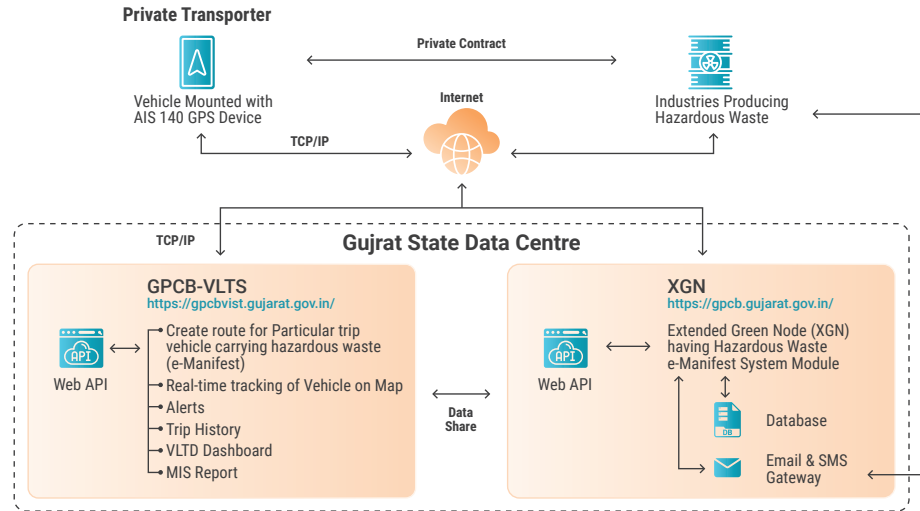 Private Transporter
Private Contract
Vehicle Mounted with
AIS 140 GPS Device
Internet
Industries Producing
Hazardous Waste
TCP/IP
TCP/IP
Gujrat State Data Centre
GPCB-VLTS
https://gpcbvist.gujarat.gov.in/
API
Web API
Create route for Particular trip
vehicle carrying hazardous waste
(e-Manifest)
Real-time tracking of Vehicle on Map
Alerts
Trip History
VLTD Dashboard
MIS Report
Data
Share
XGN
https://gpcb.gujarat.gov.in/
API
Web API
Extended Green Node (XGN)
having Hazardous Waste
e-Manifest System Module
DB
Database
Email & SMS
Gateway